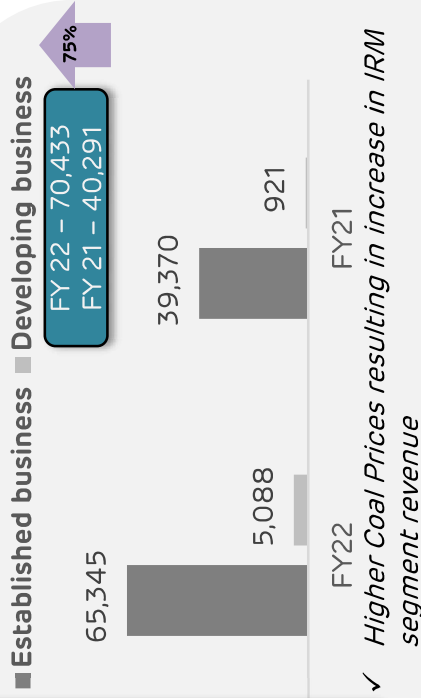 Established business Developing business
75%
FY 22 – 70,433
FY 21 – 40,291
65,345
5,088
39,370
921
FY22
FY21
✓ Higher Coal Prices resulting in increase in IRM
segment revenue